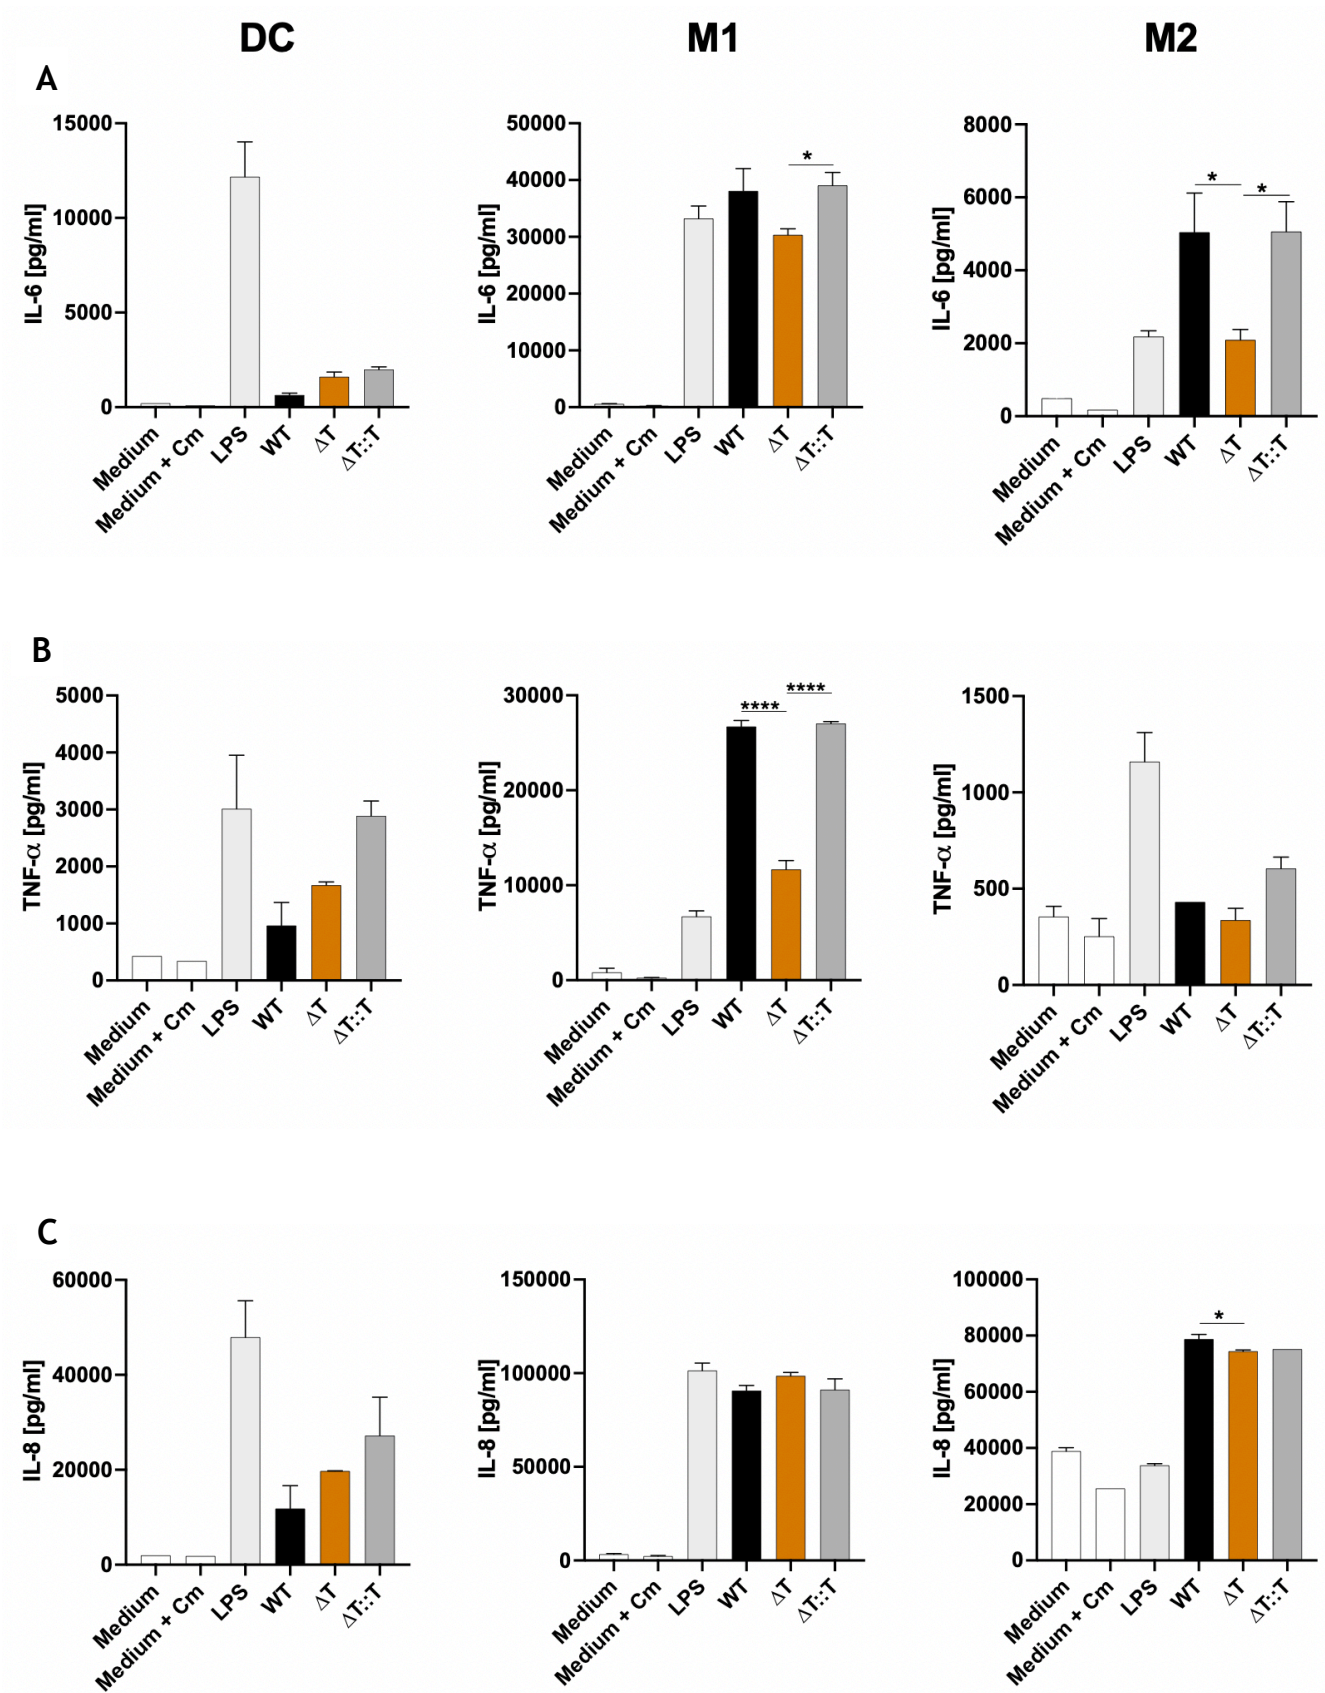 DC M1 M2
A
IL-6 [pg/ml]
15000
10000
5000
0
Medium
Medium + Cm
LPS
WT
ΔT
ΔT::T
IL-6 [pg/ml]
50000
40000
30000
20000
10000
0
*
Medium
Medium + Cm
LPS
WT
ΔT
ΔT::T
IL-6 [pg/ml]
8000
6000
4000
2000
0
*
*
Medium
Medium + Cm
LPS
WT
ΔT
ΔT::T
B
TNF-α [pg/ml]
5000
4000
3000
2000
1000
0
Medium
Medium + Cm
LPS
WT
ΔT
ΔT::T
TNF-α [pg/ml]
30000
20000
10000
0
****
****
Medium
Medium + Cm
LPS
WT
ΔT
ΔT::T
TNF-α [pg/ml]
1500
1000
500
0
Medium
Medium + Cm
LPS
WT
ΔT
ΔT::T
C
IL-8 [pg/ml]
60000
40000
20000
0
Medium
Medium + Cm
LPS
WT
ΔT
ΔT::T
IL-8 [pg/ml]
150000
100000
50000
0
Medium
Medium + Cm
LPS
WT
ΔT
ΔT::T
IL-8 [pg/ml]
100000
80000
60000
40000
20000
0
*
Medium
Medium + Cm
LPS
WT
ΔT
ΔT::T